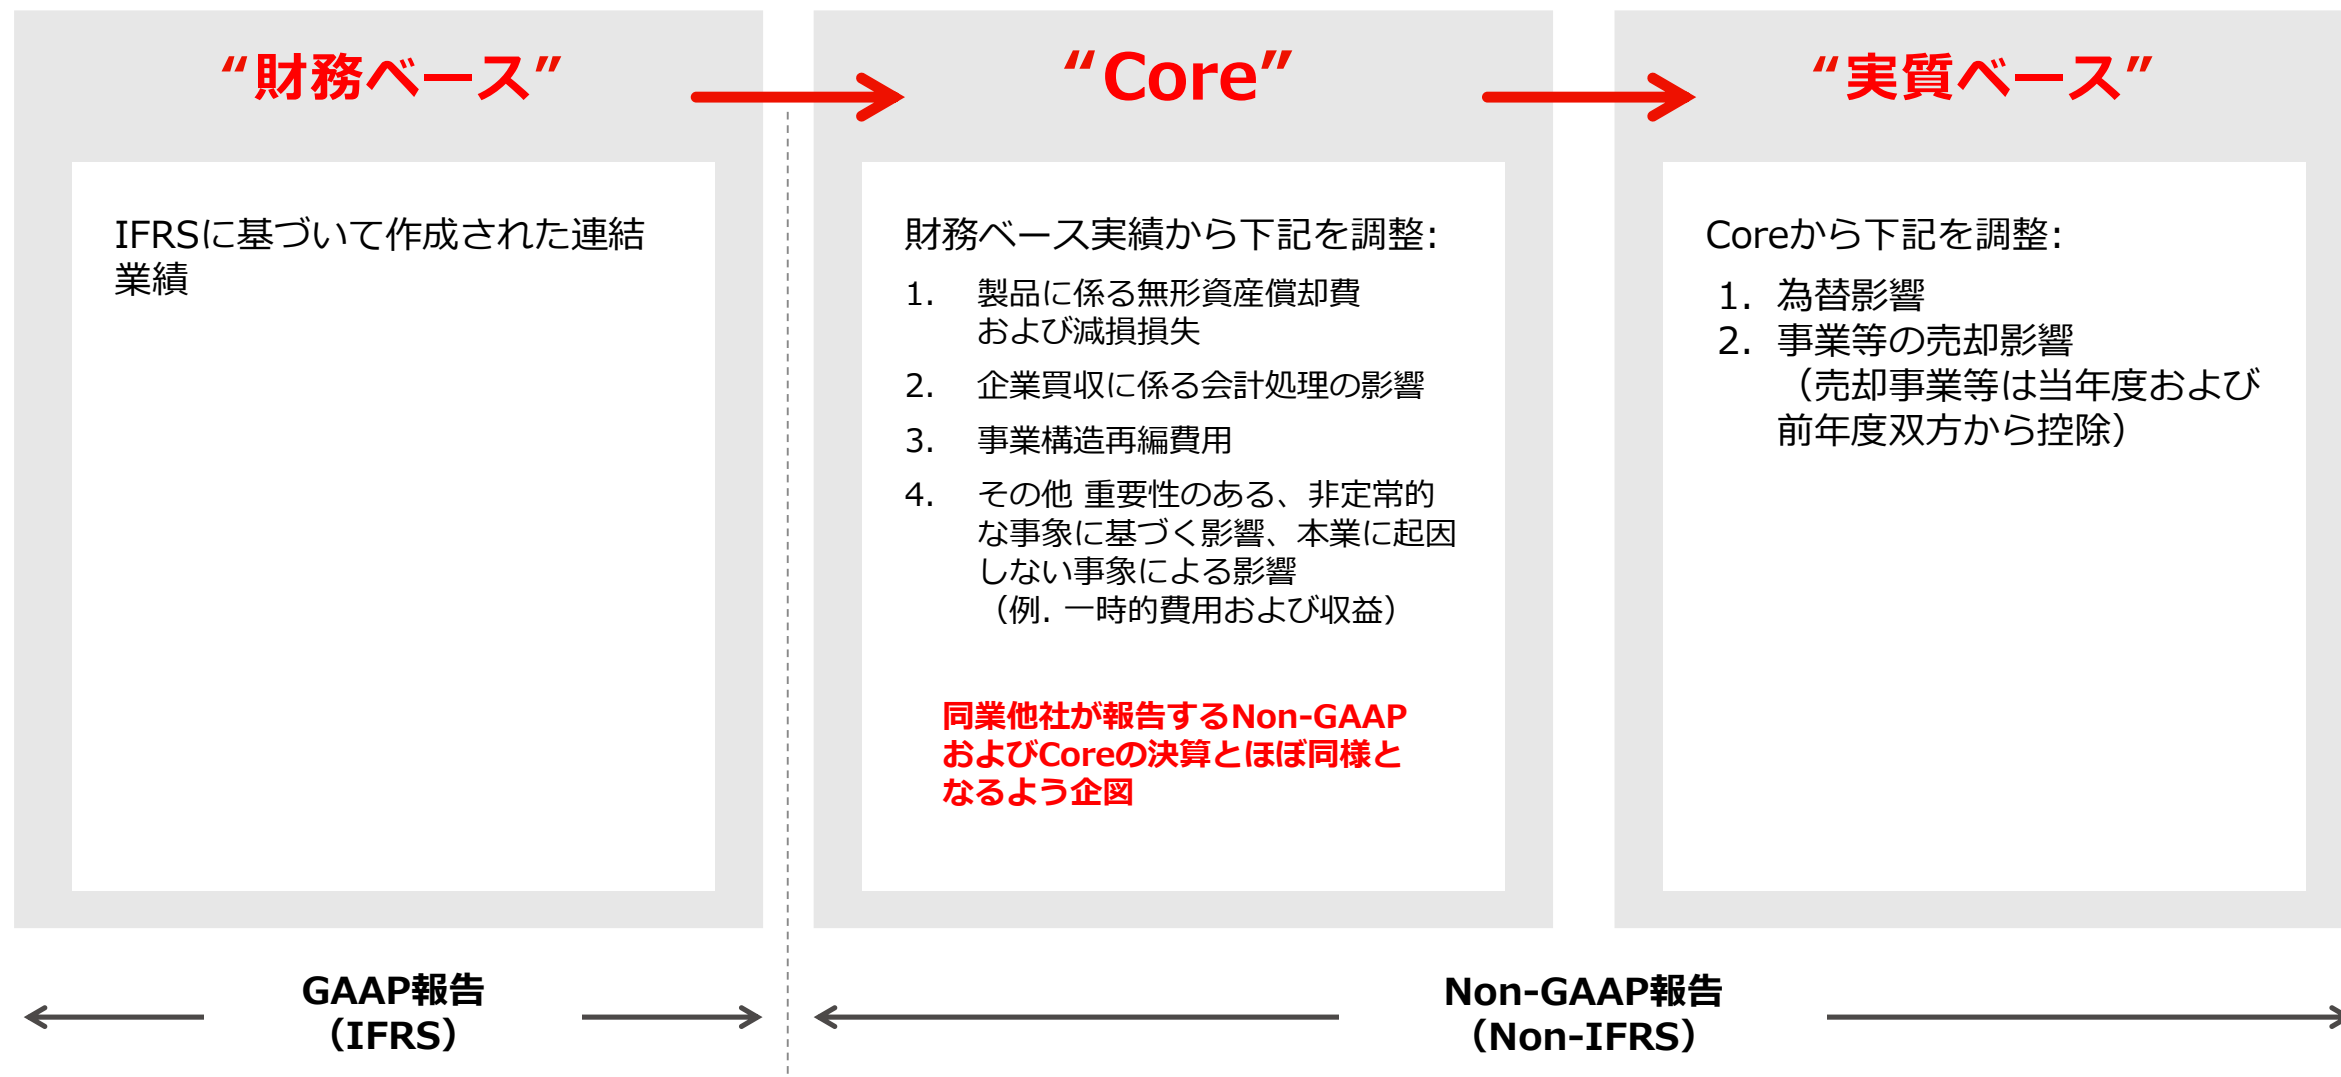 “財務ベース”
IFRSに基づいて作成された連結
業績
“Core”
財務ベース実績から下記を調整:
1. 製品に係る無形資産償却費
および減損損失
2. 企業買収に係る会計処理の影響
3. 事業構造再編費用
4. その他 重要性のある、非定常的
な事象に基づく影響、本業に起因
しない事象による影響
（例. 一時的費用および収益）
同業他社が報告するNon-GAAP
およびCoreの決算とほぼ同様と
なるよう企図
“実質ベース”
Coreから下記を調整:
1. 為替影響
2. 事業等の売却影響
（売却事業等は当年度および
前年度双方から控除）
GAAP報告
（IFRS）
Non-GAAP報告
（Non-IFRS）